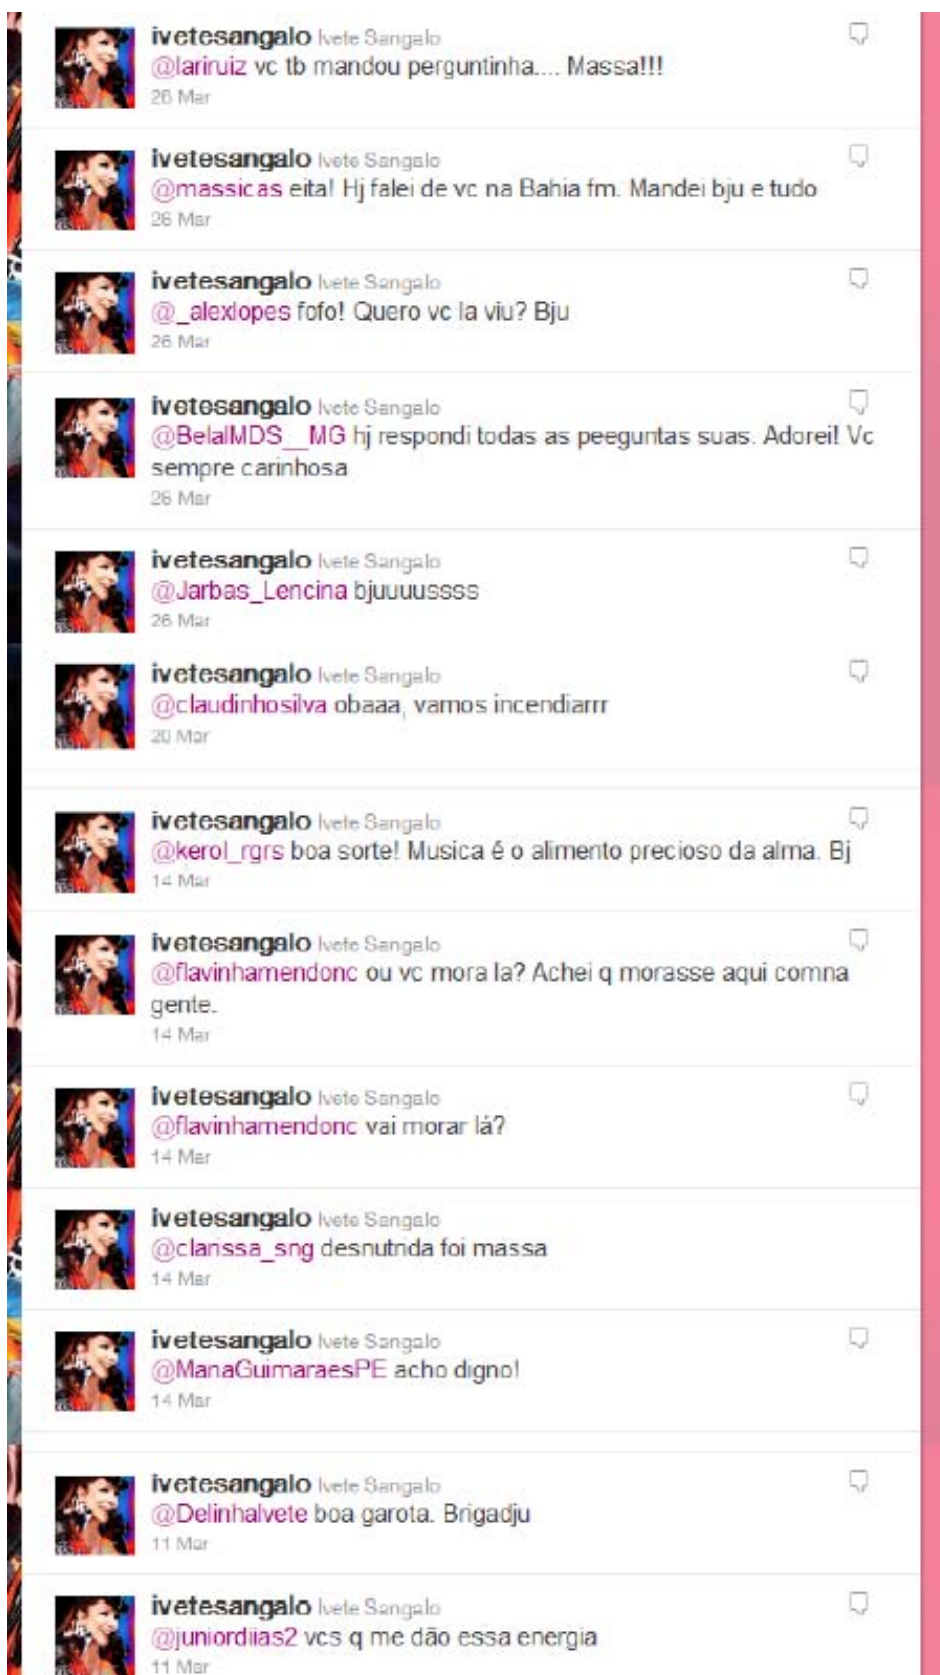 ivetesangalo Ivete Sangalo
@lariruiz vc tb mandou perguntinha.... Massa!!!
26 Mar
ivetesangalo Ivete Sangalo
@massicas eita! Hj falei de vc na Bahia fm. Mandei bju e tudo
26 Mar
ivetesangalo Ivete Sangalo
@_alexlopes fofo! Quero vc la viu? Bju
26 Mar
ivetesangalo Ivete Sangalo
@BelaIMDS__MG hj respondi todas as peeguntas suas. Adorei! Vc
sempre carinhosa
26 Mar
ivetesangalo Ivete Sangalo
@Jarbas_Lencina bjuuuussss
26 Mar
ivetesangalo Ivete Sangalo
@claudinhosilva obaaa, vamos incendiarrr
20 Mar
ivetesangalo Ivete Sangalo
@kerol_rgrs boa sorte! Musica é o alimento precioso da alma. Bj
14 Mar
ivetesangalo Ivete Sangalo
@flavinhamendonc ou vc mora la? Achei q morasse aqui comna
gente.
14 Mar
ivetesangalo Ivete Sangalo
@flavinhamendonc vai morar lá?
14 Mar
ivetesangalo Ivete Sangalo
@clarissa_sng desnutrida foi massa
14 Mar
ivetesangalo Ivete Sangalo
@MariaGuimaraesPE acho digno!
14 Mar
ivetesangalo Ivete Sangalo
@DelinhaIvete boa garota. Brigadju
11 Mar
ivetesangalo Ivete Sangalo
@juniordiias2 vcs q me dão essa energia
11 Mar